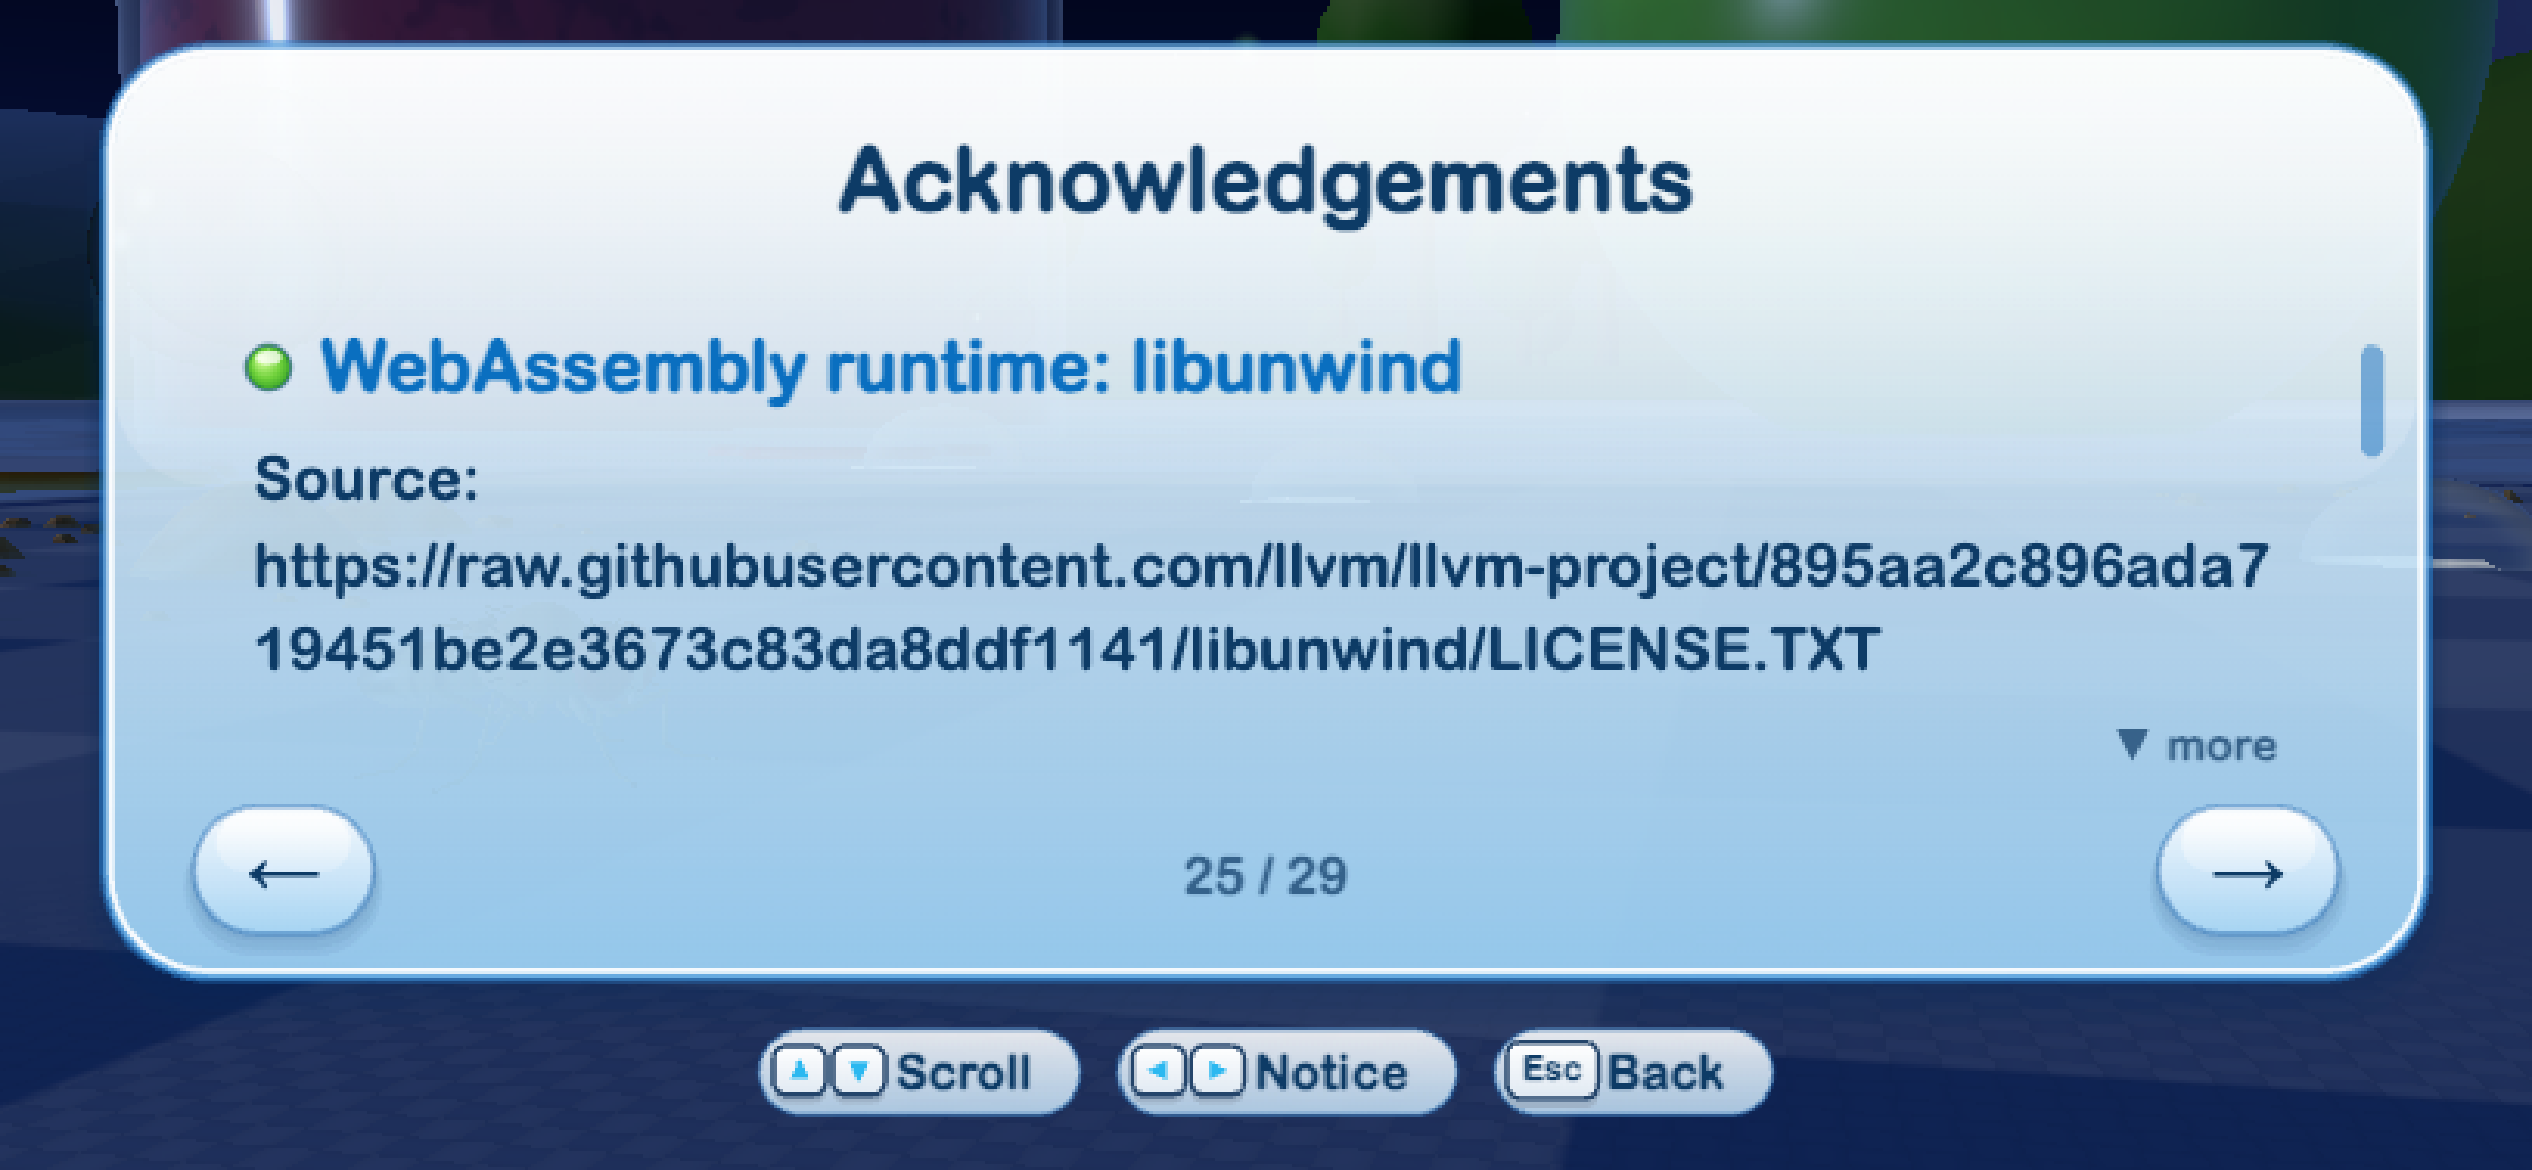 Acknowledgements
WebAssembly runtime: libunwind
Source:
https://raw.githubusercontent.com/llvm/llvm-project/895aa2c896ada7
19451be2e3673c83da8ddf1141/libunwind/LICENSE.TXT
▼ more
←
25 / 29
→
▲▼Scroll
◀▶Notice
Esc Back